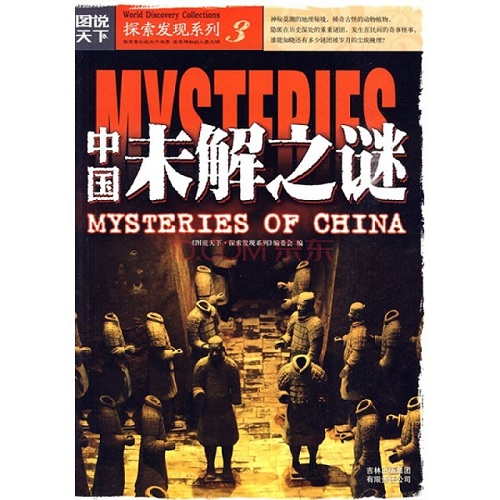 图说
天下
World Discovery Collections
探索发现系列 3
神秘莫测的地理秘境,稀奇古怪的动植物,
隐匿在历史深处的重重谜团,发生在民间的奇事怪事,
谁能知晓还有多少谜团被岁月的尘埃掩埋?
MYSTERIES
中国
未解之谜
MYSTERIES OF CHINA
《图说天下·探索发现系列》编委会 编
.COM 京东
吉林出版集团
有限责任公司